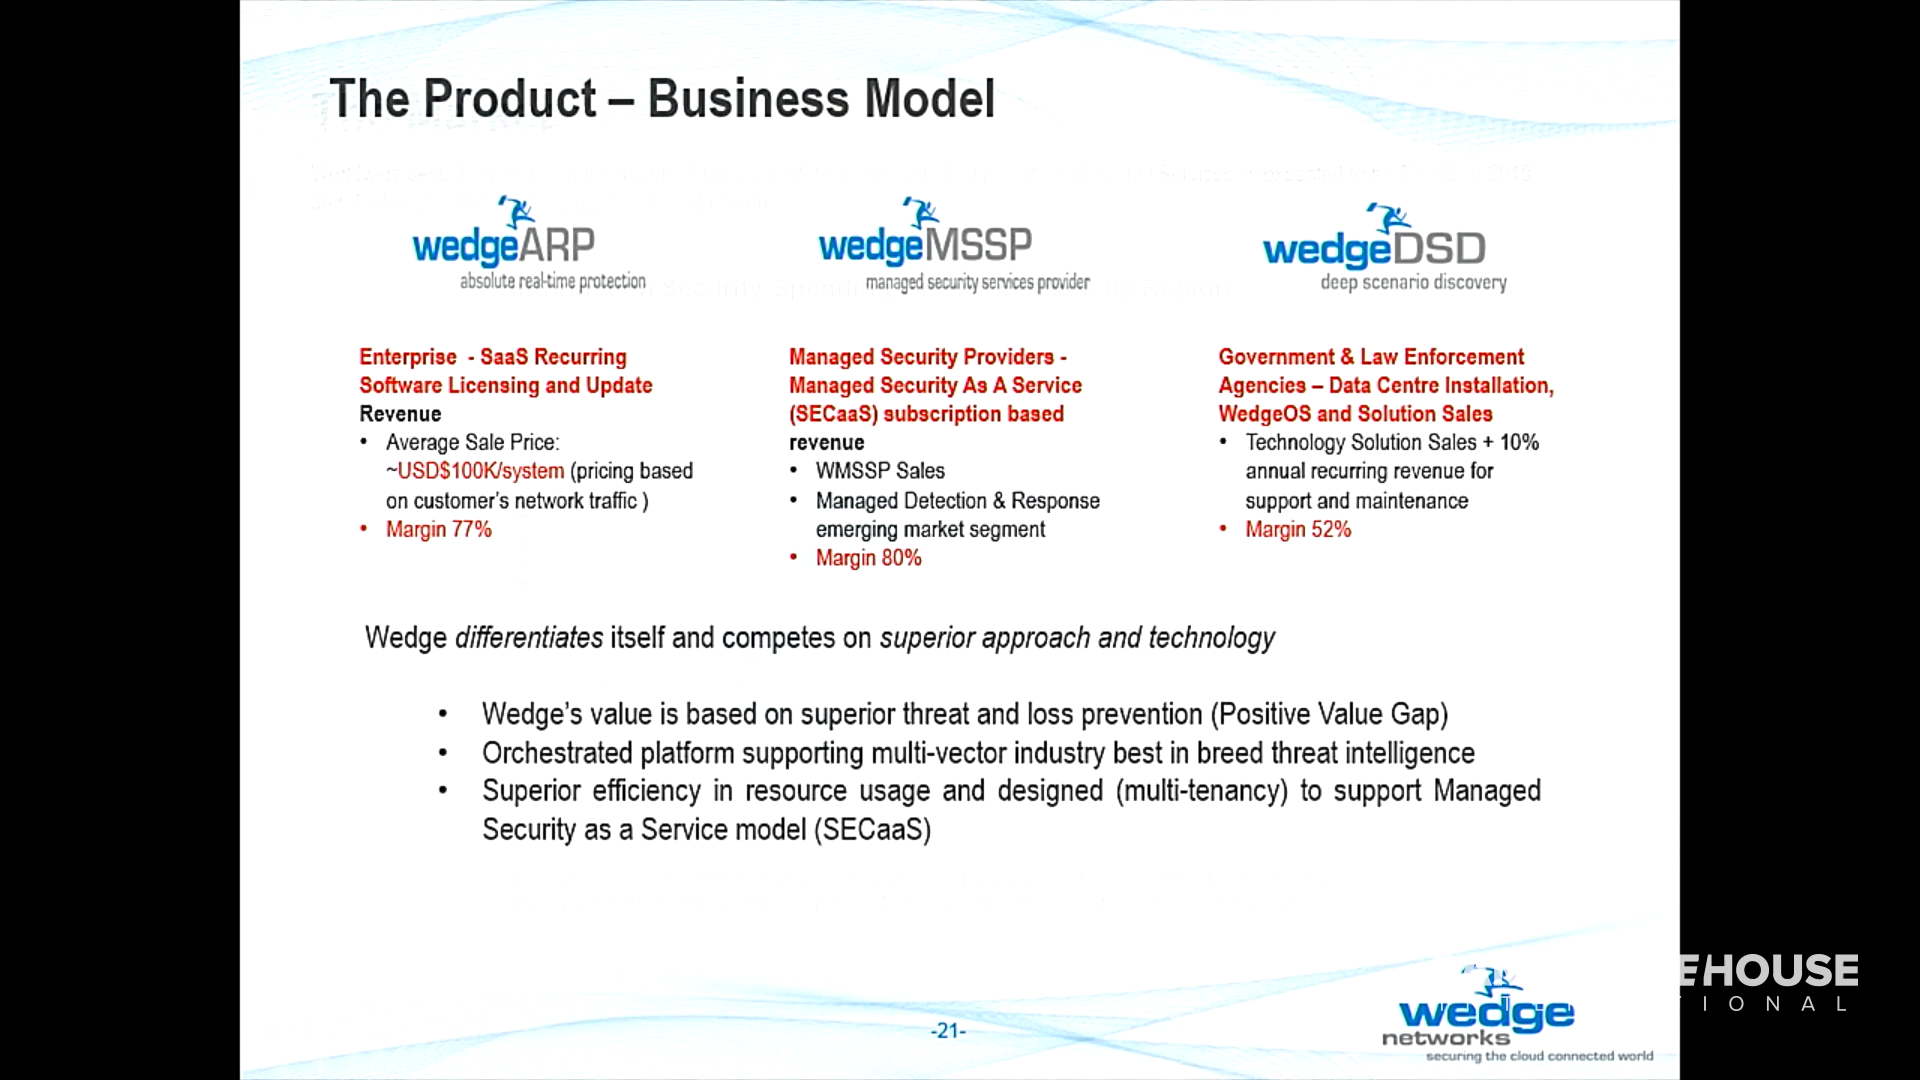 The Product – Business Model
wedgeARP
absolute real-time protection
wedgeMSSP
managed security services provider
wedgeDSD
deep scenario discovery
Enterprise - SaaS Recurring
Software Licensing and Update
Revenue
• Average Sale Price:
~USD$100K/system (pricing based
on customer's network traffic )
• Margin 77%
Managed Security Providers -
Managed Security As A Service
(SECaaS) subscription based
revenue
• WMSSP Sales
• Managed Detection & Response
emerging market segment
• Margin 80%
Government & Law Enforcement
Agencies – Data Centre Installation,
WedgeOS and Solution Sales
• Technology Solution Sales + 10%
annual recurring revenue for
support and maintenance
• Margin 52%
Wedge differentiates itself and competes on superior approach and technology
• Wedge's value is based on superior threat and loss prevention (Positive Value Gap)
• Orchestrated platform supporting multi-vector industry best in breed threat intelligence
• Superior efficiency in resource usage and designed (multi-tenancy) to support Managed
Security as a Service model (SECaaS)
-21-
wedge
networks
securing the cloud connected world
EHOUSE
TIONAL